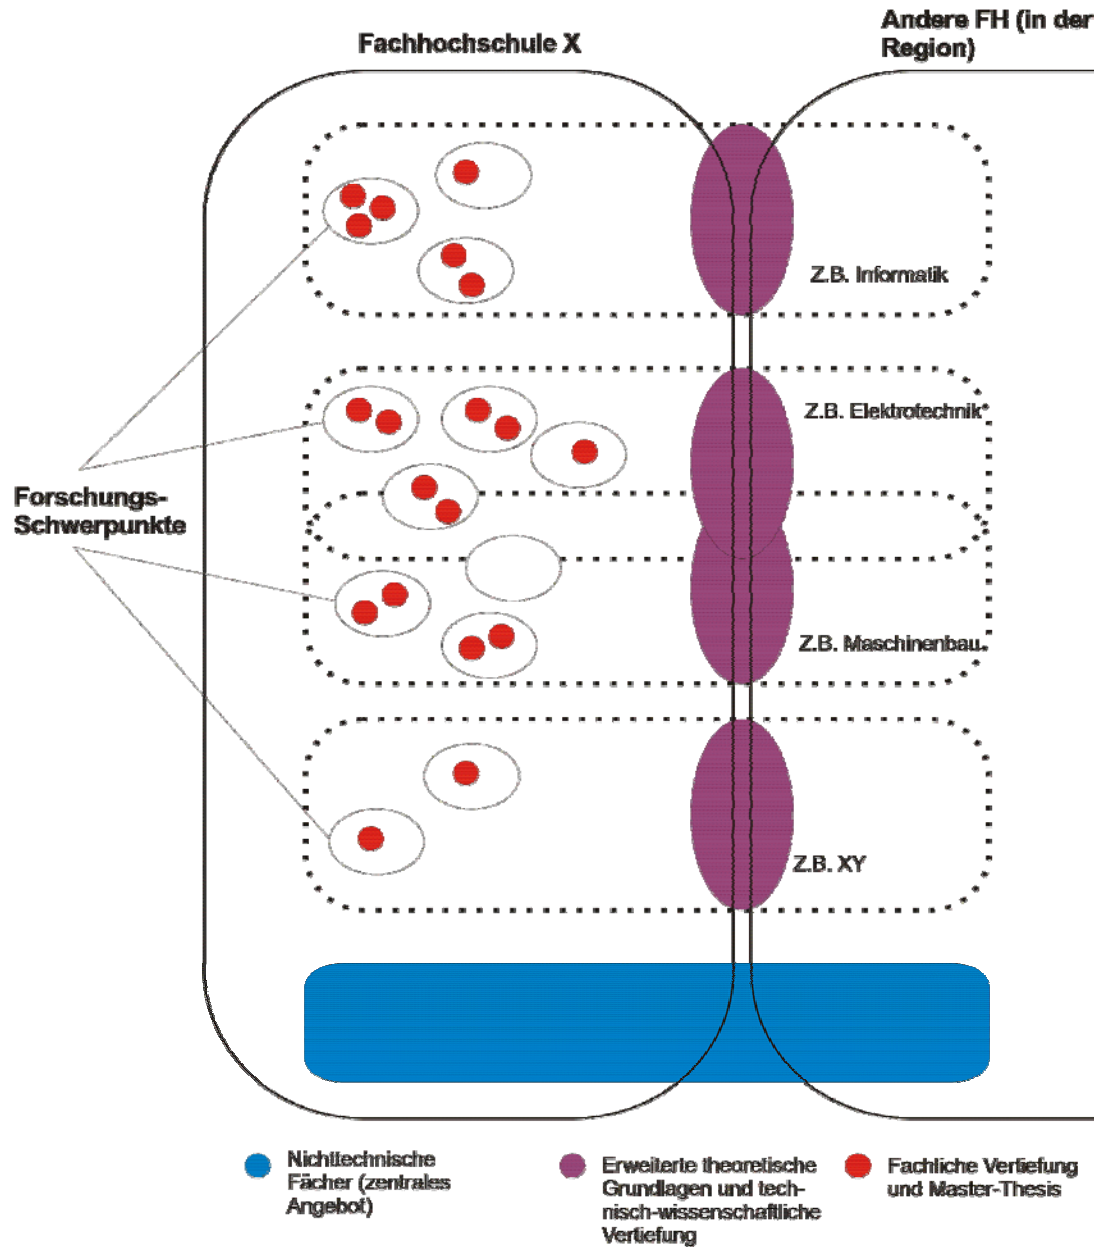 Fachhochschule X
Andere FH (in der
Region)
Z.B. Informatik
Z.B. Elektrotechnik
Forschungs-
Schwerpunkte
Z.B. Maschinenbau
Z.B. XY
Nichttechnische
Fächer (zentrales
Angebot)
Erweiterte theoretische
Grundlagen und tech-
nisch-wissenschaftliche
Vertiefung
Fachliche Vertiefung
und Master-Thesis